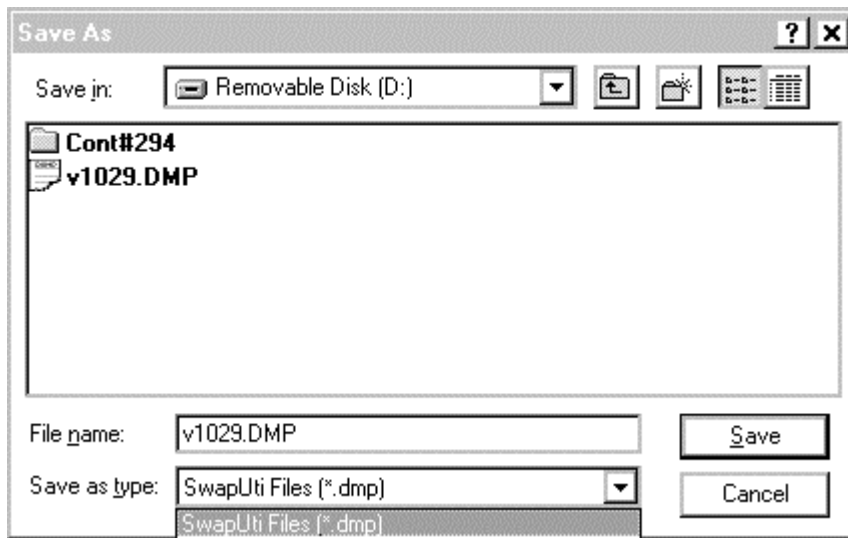 Save As
Save in: Removable Disk (D:)
Cont#294
v1029.DMP
File name: v1029.DMP Save
Save as type: SwapUti Files (*.dmp) Cancel
SwapUti Files (*.dmp)